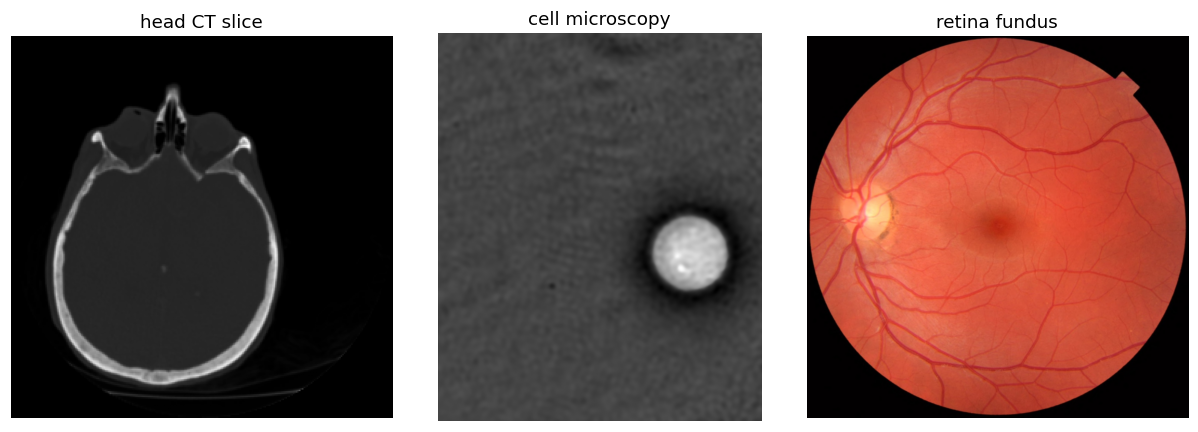 head CT slice
cell microscopy
retina fundus